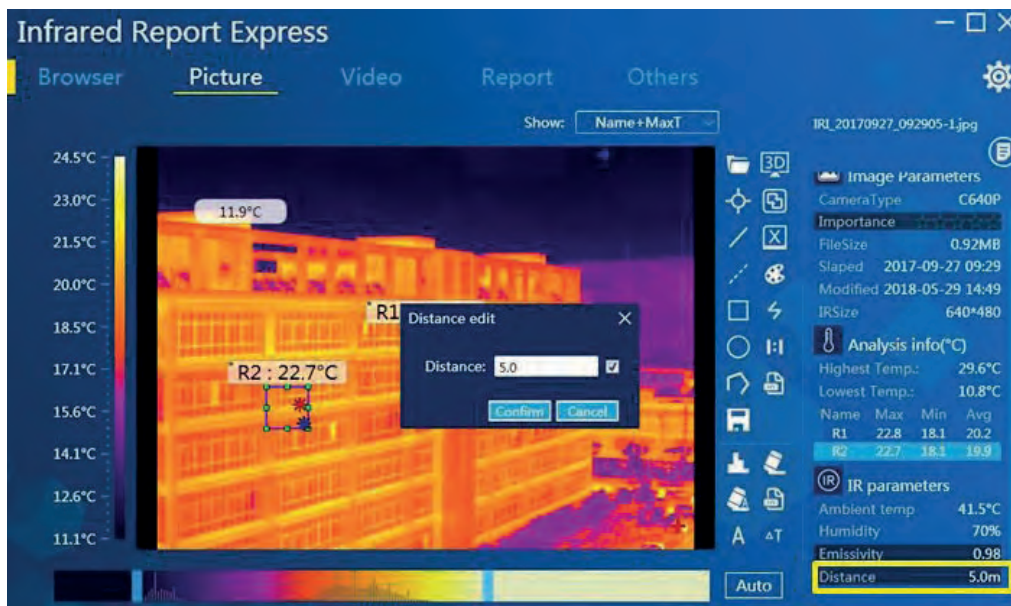 Infrared Report Express
Browser Picture Video Report Others
Show: Name+MaxT
IRI_20170927_092905-1.jpg
3D
24.5°C
23.0°C
21.5°C
20.0°C
18.5°C
17.1°C
15.6°C
14.1°C
12.6°C
11.1°C
11.9°C
R1
R2 : 22.7°C
Distance edit
Distance: 5.0
Confirm Cancel
X
1:1
A ΔT
Auto
Image Parameters
CameraType C640P
Importance
FileSize 0.92MB
Slaped 2017-09-27 09:29
Modified 2018-05-29 14:49
IRSize 640*480
Analysis info(°C)
Highest Temp.: 29.6°C
Lowest Temp.: 10.8°C
Name Max Min Avg
R1 22.8 18.1 20.2
R2 22.7 18.1 19.9
IR IR parameters
Ambient temp 41.5°C
Humidity 70%
Emissivity 0.98
Distance 5.0m